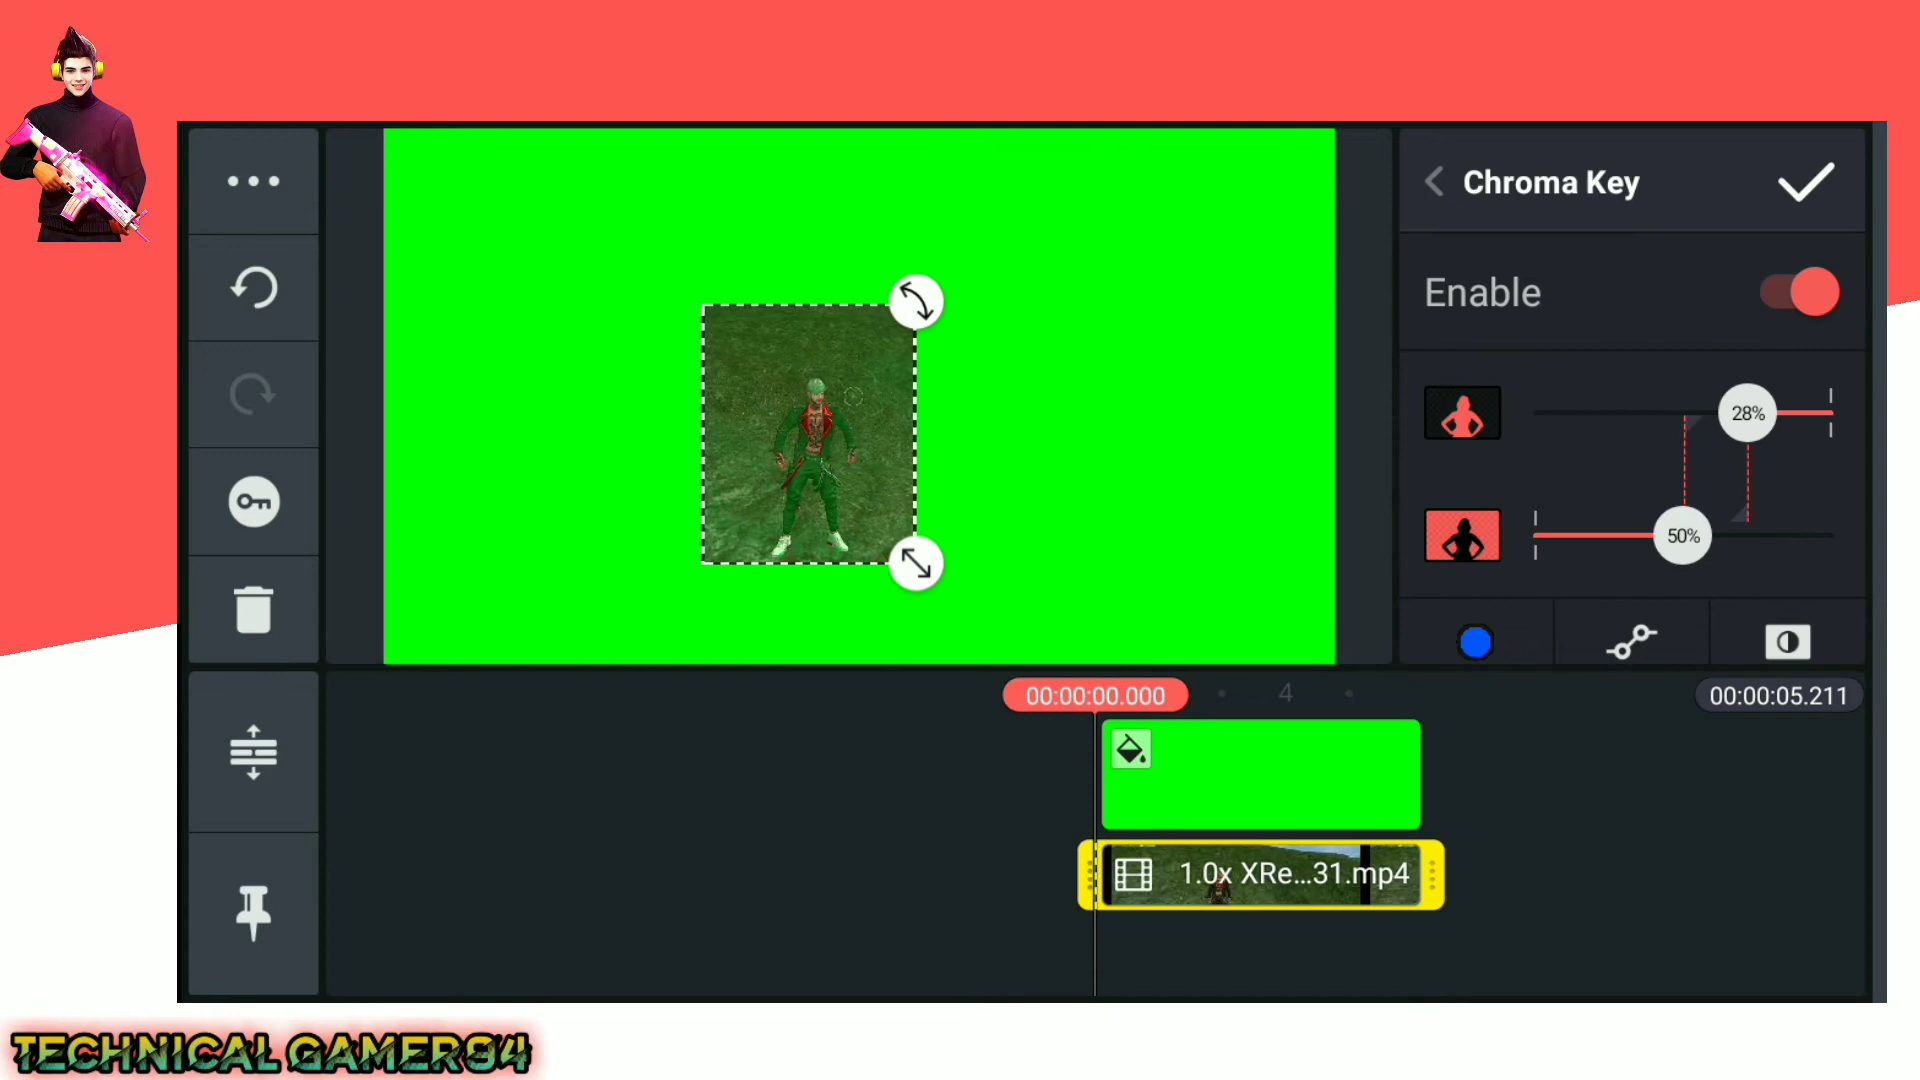 Chroma Key
Enable
28%
50%
00:00:00.000
4
00:00:05.211
1.0x XRe...31.mp4
TECHNICAL GAMER94